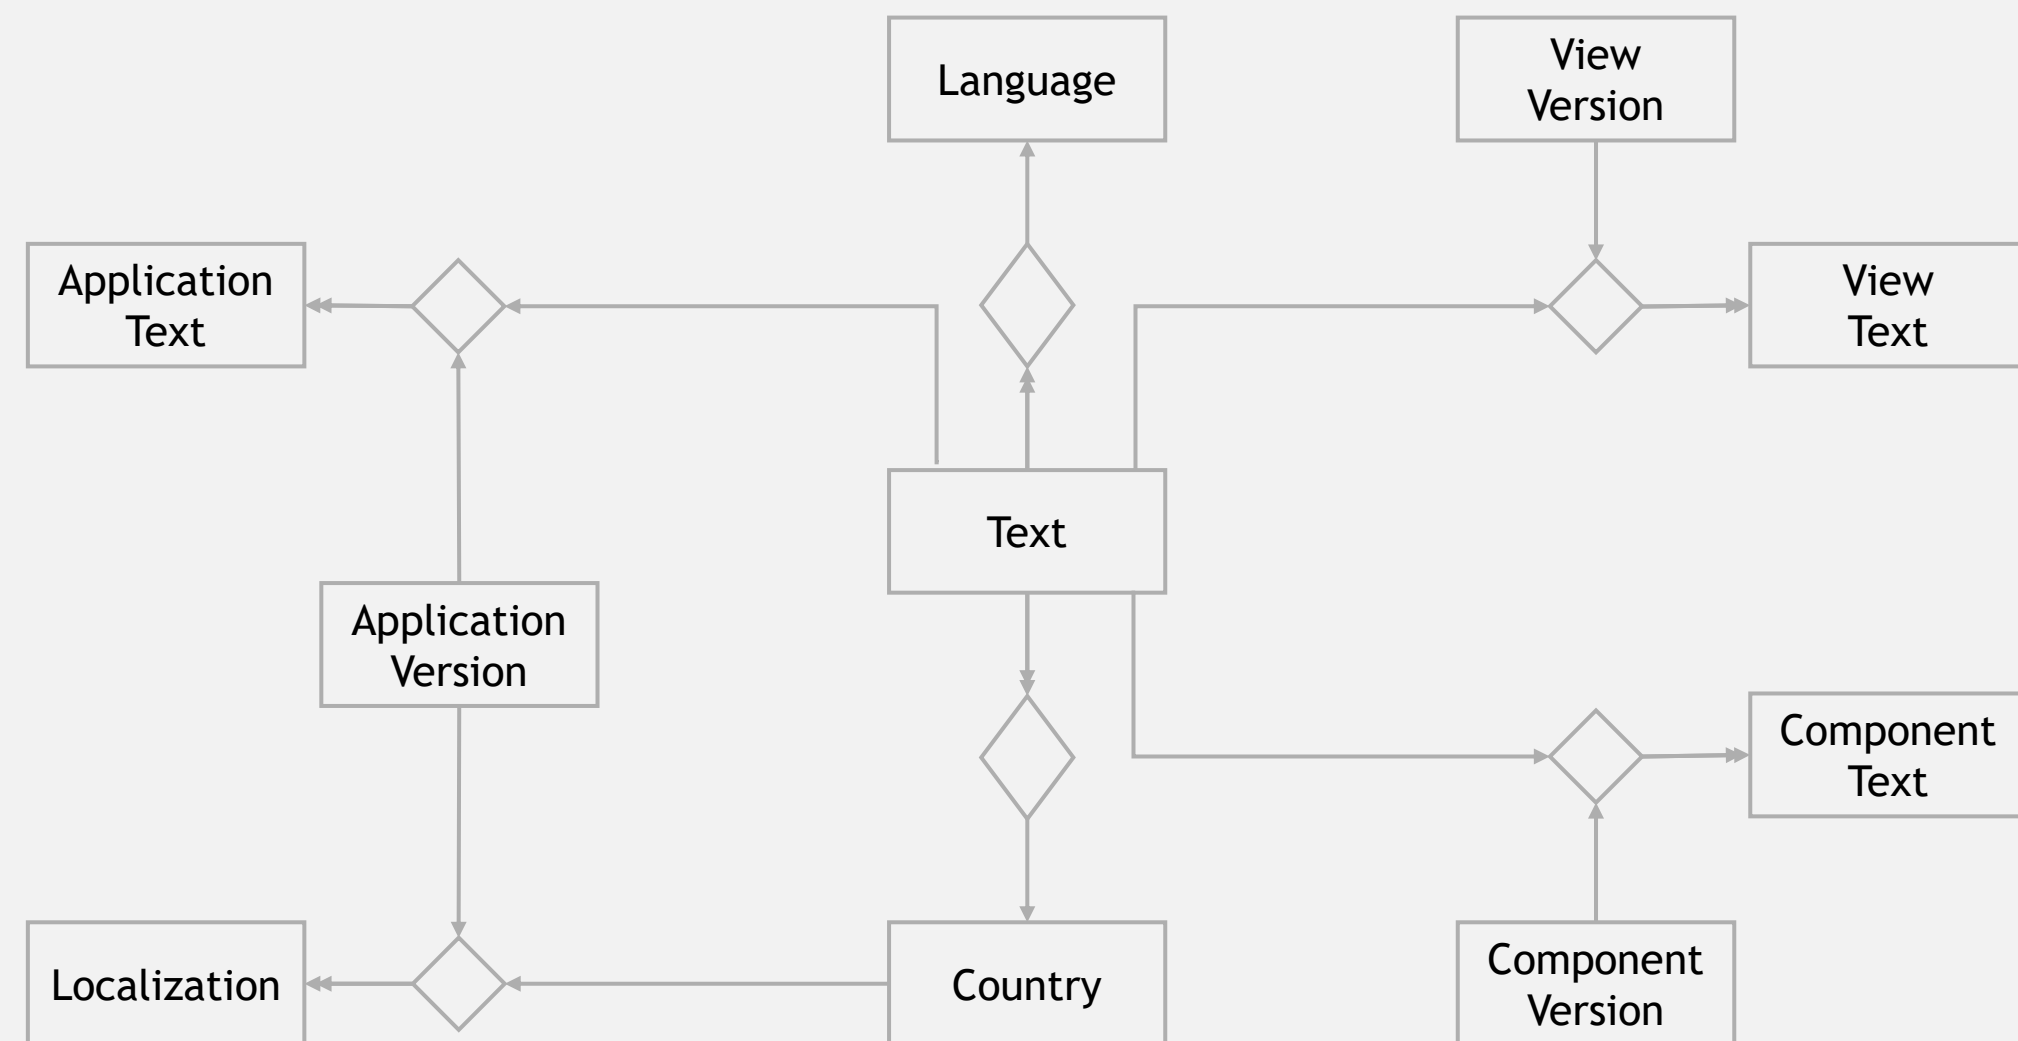 Language
View
Version
Application
Text
View
Text
Text
Application
Version
Component
Text
Localization
Country
Component
Version